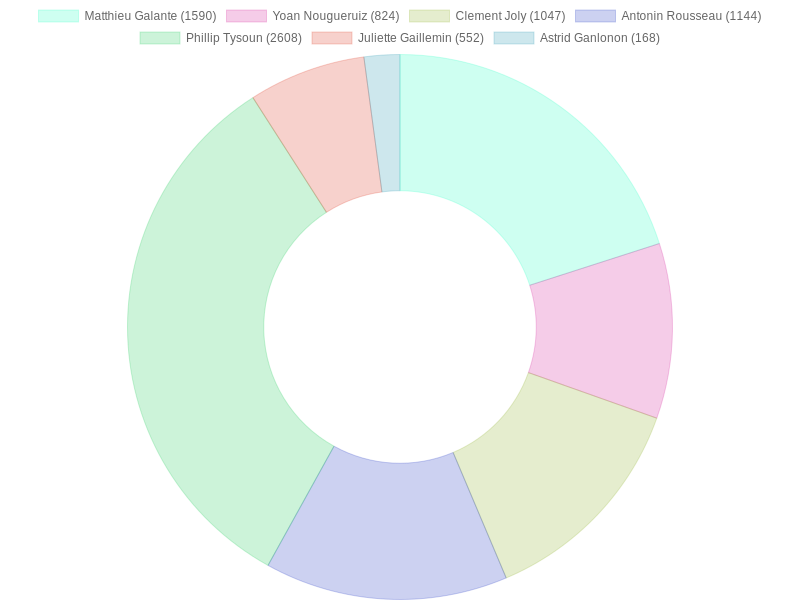 Matthieu Galante (1590) Yoan Nougueruiz (824) Clement Joly (1047) Antonin Rousseau (1144)
Phillip Tysoun (2608) Juliette Gaillemin (552) Astrid Ganlonon (168)